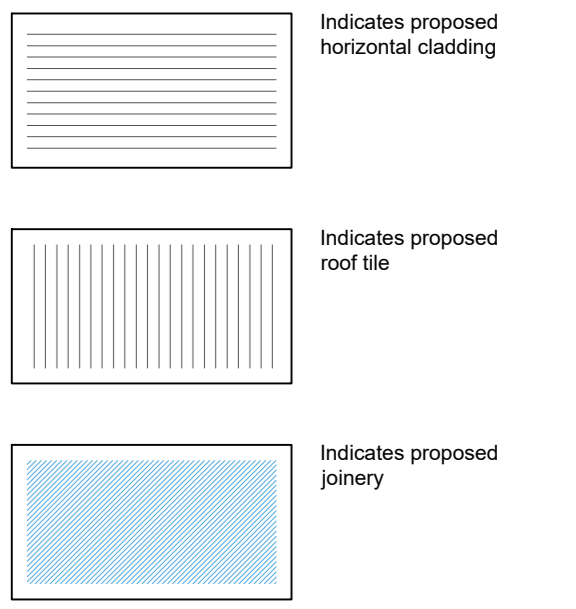 Indicates proposed
horizontal cladding
Indicates proposed
roof tile
Indicates proposed
joinery